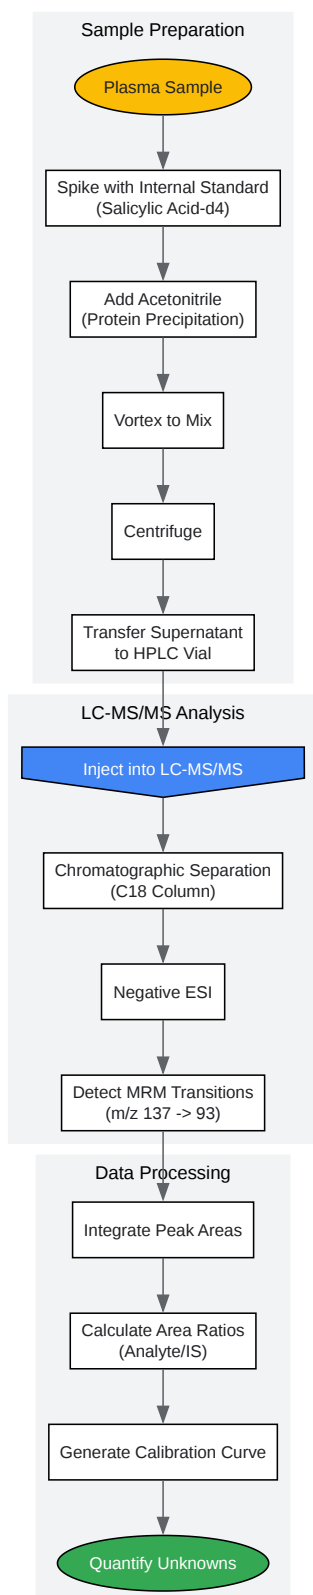 Sample Preparation
Plasma Sample
Spike with Internal Standard
(Salicylic Acid-d4)
Add Acetonitrile
(Protein Precipitation)
Vortex to Mix
Centrifuge
Transfer Supernatant
to HPLC Vial
LC-MS/MS Analysis
Inject into LC-MS/MS
Chromatographic Separation
(C18 Column)
Negative ESI
Detect MRM Transitions
(m/z 137 -> 93)
Data Processing
Integrate Peak Areas
Calculate Area Ratios
(Analyte/IS)
Generate Calibration Curve
Quantify Unknowns